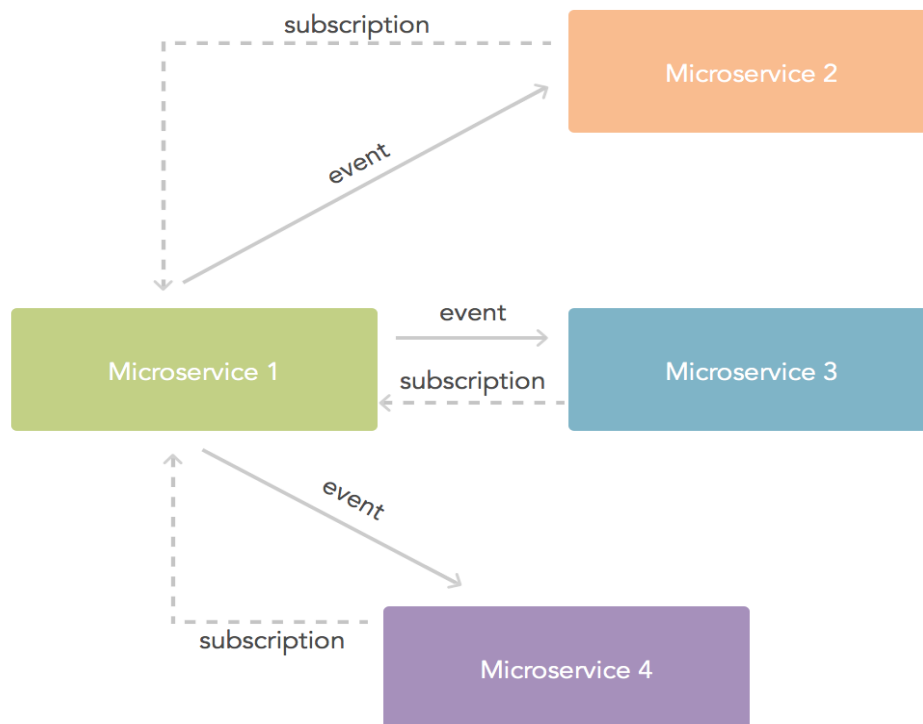 subscription
Microservice 2
event
event
Microservice 1
Microservice 3
subscription
event
subscription
Microservice 4